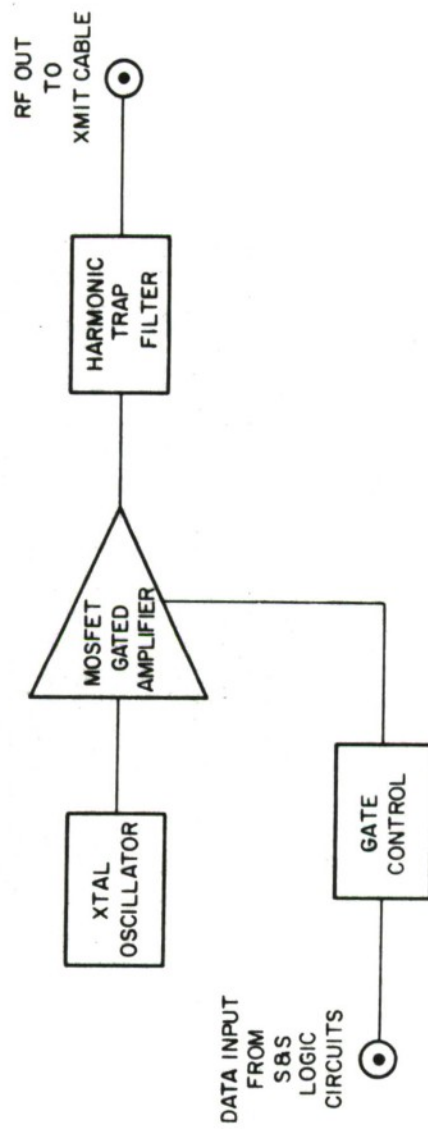 XTAL
OSCILLATOR
MOSFET
GATED
AMPLIFIER
HARMONIC
TRAP
FILTER
RF OUT
TO
XMIT CABLE
DATA INPUT
FROM
S&S
LOGIC
CIRCUITS
GATE
CONTROL